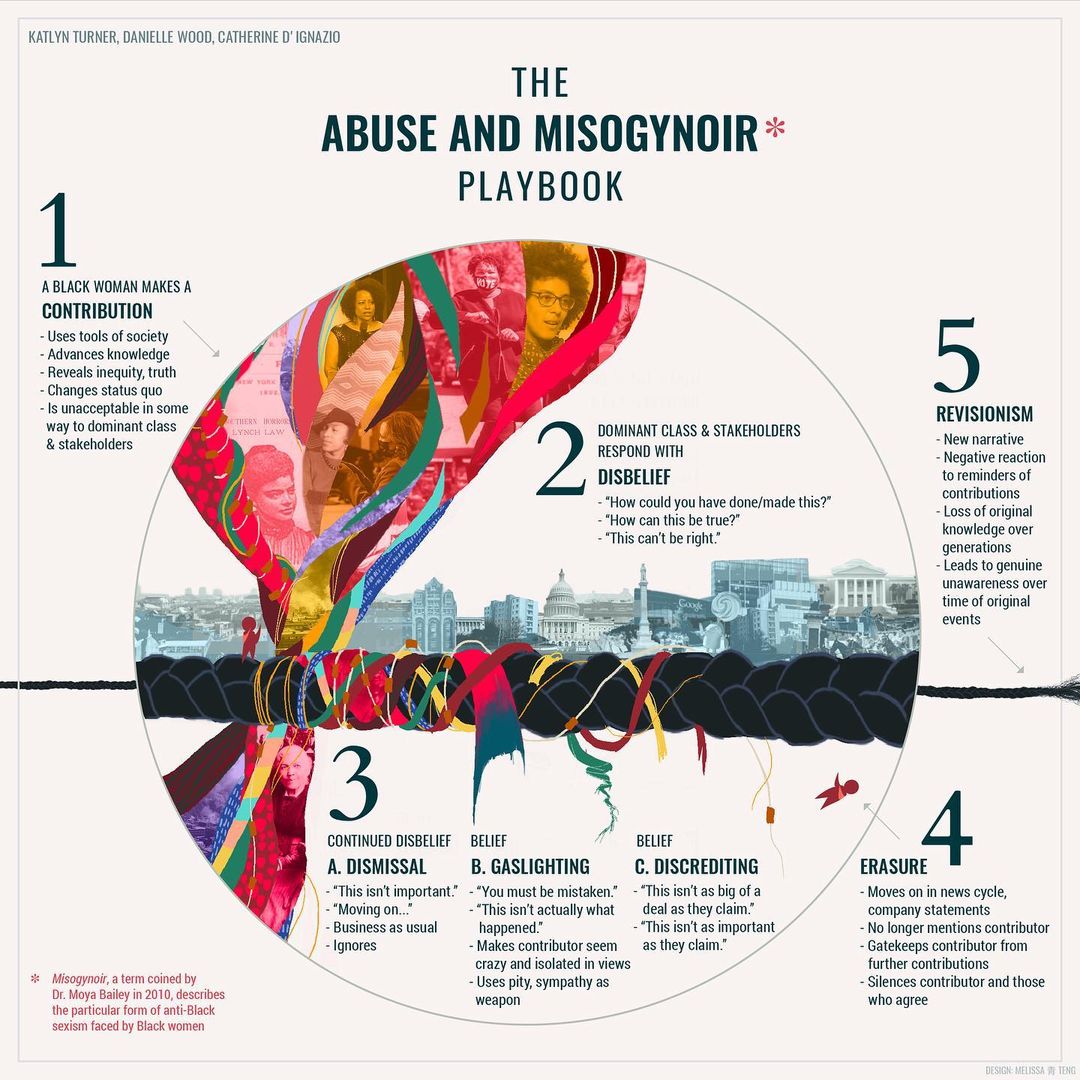 KATLYN TURNER, DANIELLE WOOD, CATHERINE D' IGNAZIO
THE
ABUSE AND MISOGYNOIR*
PLAYBOOK
1
A BLACK WOMAN MAKES A
CONTRIBUTION
- Uses tools of society
- Advances knowledge
- Reveals inequity, truth
- Changes status quo
- Is unacceptable in some
way to dominant class
& stakeholders
NEW YORK
1892
SOUTHERN HORRORS
LYNCH LAW
VOTE
2
DOMINANT CLASS & STAKEHOLDERS
RESPOND WITH
DISBELIEF
- “How could you have done/made this?”
- “How can this be true?”
- “This can’t be right.”
Google
3
CONTINUED DISBELIEF
A. DISMISSAL
- “This isn’t important.”
- “Moving on...”
- Business as usual
- Ignores
BELIEF
B. GASLIGHTING
- “You must be mistaken.”
- “This isn’t actually what
happened.”
- Makes contributor seem
crazy and isolated in views
- Uses pity, sympathy as
weapon
BELIEF
C. DISCREDITING
- “This isn’t as big of a
deal as they claim.”
- “This isn’t as important
as they claim.”
4
ERASURE
- Moves on in news cycle,
company statements
- No longer mentions contributor
- Gatekeeps contributor from
further contributions
- Silences contributor and those
who agree
5
REVISIONISM
- New narrative
- Negative reaction
to reminders of
contributions
- Loss of original
knowledge over
generations
- Leads to genuine
unawareness over
time of original
events
* Misogynoir, a term coined by
Dr. Moya Bailey in 2010, describes
the particular form of anti-Black
sexism faced by Black women
DESIGN: MELISSA 青 TENG